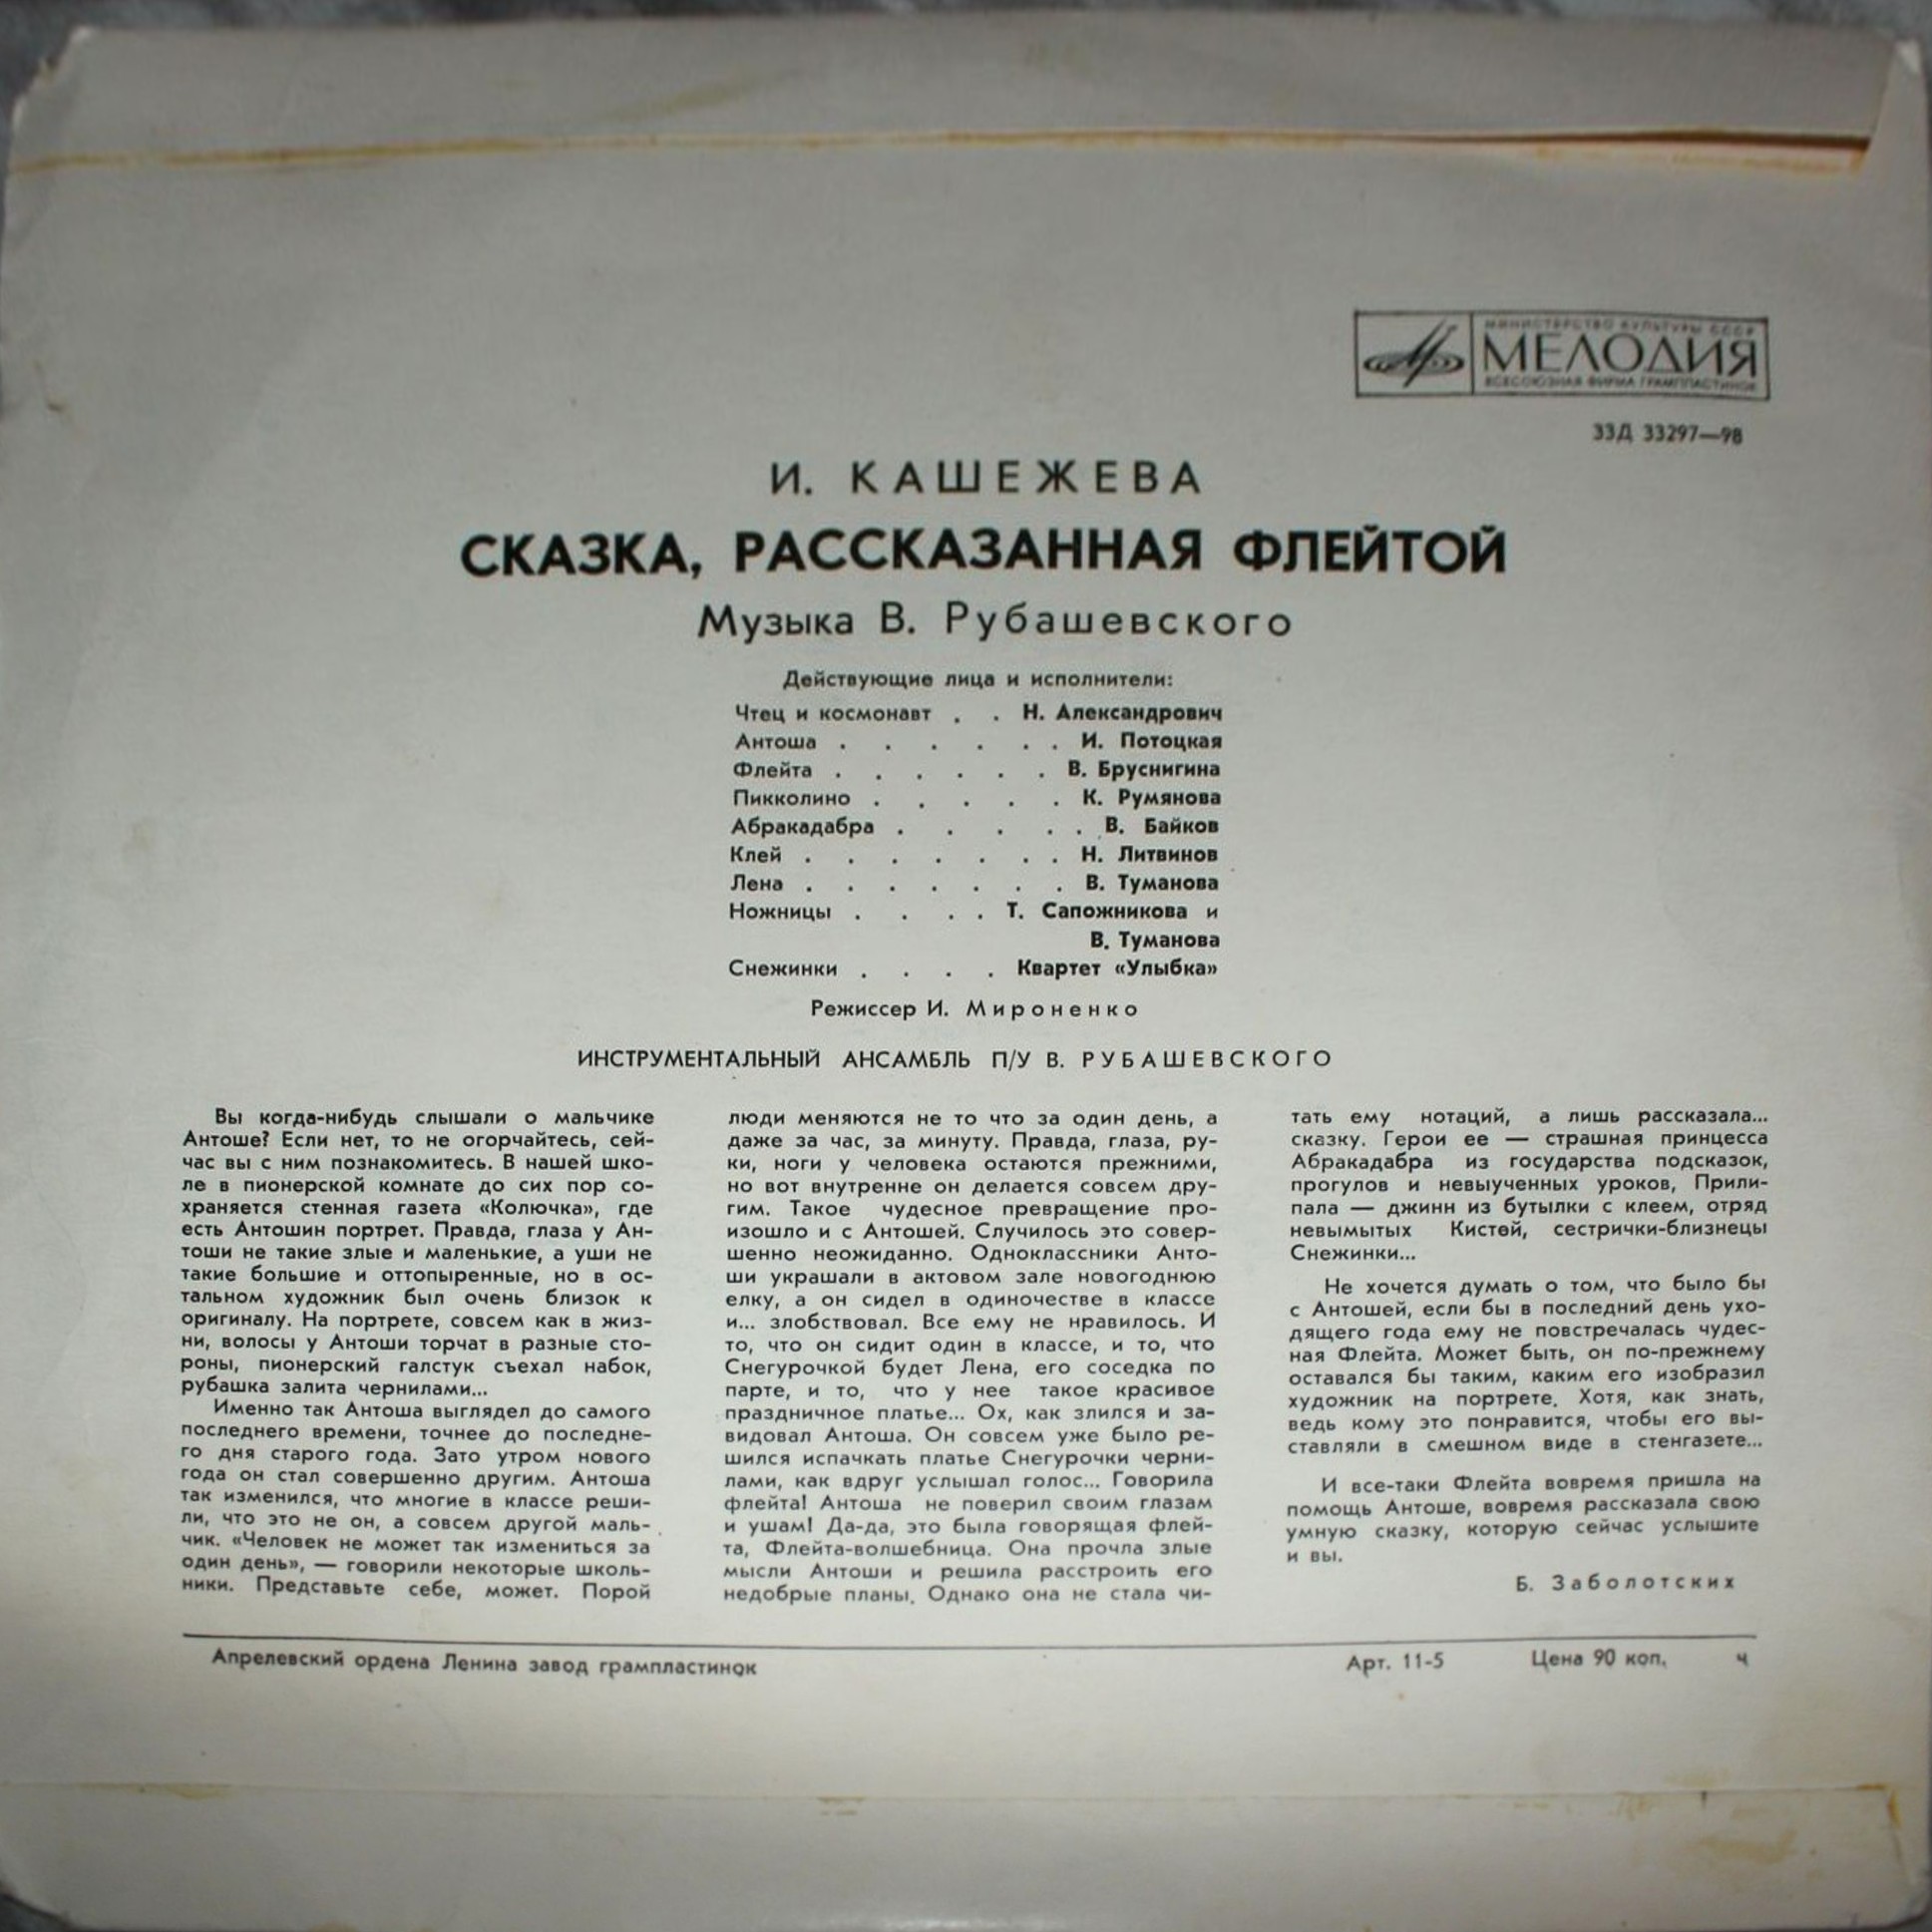 МИНИСТЕРСТВО КУЛЬТУРЫ СССР
МЕЛОДИЯ
ВСЕСОЮЗНАЯ ФИРМА ГРАМПЛАСТИНОК
33Д 33297—98
И. КАШЕЖЕВА
СКАЗКА, РАССКАЗАННАЯ ФЛЕЙТОЙ
Музыка В. Рубашевского
Действующие лица и исполнители:
Чтец и космонавт . . Н. Александрович
Антоша . . . . . . И. Потоцкая
Флейта . . . . . . В. Бруснигина
Пикколино . . . . . К. Румянова
Абракадабра . . . . . В. Байков
Клей . . . . . . . Н. Литвинов
Лена . . . . . . . В. Туманова
Ножницы . . . . Т. Сапожникова и
В. Туманова
Снежинки . . . . Квартет «Улыбка»
Режиссер И. Мироненко
ИНСТРУМЕНТАЛЬНЫЙ АНСАМБЛЬ П/У В. РУБАШЕВСКОГО
Вы когда-нибудь слышали о мальчике
Антоше? Если нет, то не огорчайтесь, сей-
час вы с ним познакомитесь. В нашей шко-
ле в пионерской комнате до сих пор со-
храняется стенная газета «Колючка», где
есть Антошин портрет. Правда, глаза у Ан-
тоши не такие злые и маленькие, а уши не
такие большие и оттопыренные, но в ос-
тальном художник был очень близок к
оригиналу. На портрете, совсем как в жиз-
ни, волосы у Антоши торчат в разные сто-
роны, пионерский галстук съехал набок,
рубашка залита чернилами...
Именно так Антоша выглядел до самого
последнего времени, точнее до последне-
го дня старого года. Зато утром нового
года он стал совершенно другим. Антоша
так изменился, что многие в классе реши-
ли, что это не он, а совсем другой маль-
чик. «Человек не может так измениться за
один день», — говорили некоторые школь-
ники. Представьте себе, может. Порой
люди меняются не то что за один день, а
даже за час, за минуту. Правда, глаза, ру-
ки, ноги у человека остаются прежними,
но вот внутренне он делается совсем дру-
гим. Такое чудесное превращение про-
изошло и с Антошей. Случилось это совер-
шенно неожиданно. Одноклассники Анто-
ши украшали в актовом зале новогоднюю
елку, а он сидел в одиночестве в классе
и... злобствовал. Все ему не нравилось. И
то, что он сидит один в классе, и то, что
Снегурочкой будет Лена, его соседка по
парте, и то, что у нее такое красивое
праздничное платье... Ох, как злился и за-
видовал Антоша. Он совсем уже было ре-
шился испачкать платье Снегурочки черни-
лами, как вдруг услышал голос... Говорила
флейта! Антоша не поверил своим глазам
и ушам! Да-да, это была говорящая флей-
та, Флейта-волшебница. Она прочла злые
мысли Антоши и решила расстроить его
недобрые планы. Однако она не стала чи-
тать ему нотаций, а лишь рассказала...
сказку. Герои ее — страшная принцесса
Абракадабра из государства подсказок,
прогулов и невыученных уроков, Прили-
пала — джинн из бутылки с клеем, отряд
невымытых Кистей, сестрички-близнецы
Снежинки...
Не хочется думать о том, что было бы
с Антошей, если бы в последний день ухо-
дящего года ему не повстречалась чудес-
ная Флейта. Может быть, он по-прежнему
оставался бы таким, каким его изобразил
художник на портрете. Хотя, как знать,
ведь кому это понравится, чтобы его вы-
ставляли в смешном виде в стенгазете...
И все-таки Флейта вовремя пришла на
помощь Антоше, вовремя рассказала свою
умную сказку, которую сейчас услышите
и вы.
Б. Заболотских
Апрелевский ордена Ленина завод грампластинок Арт. 11-5 Цена 90 коп. ч